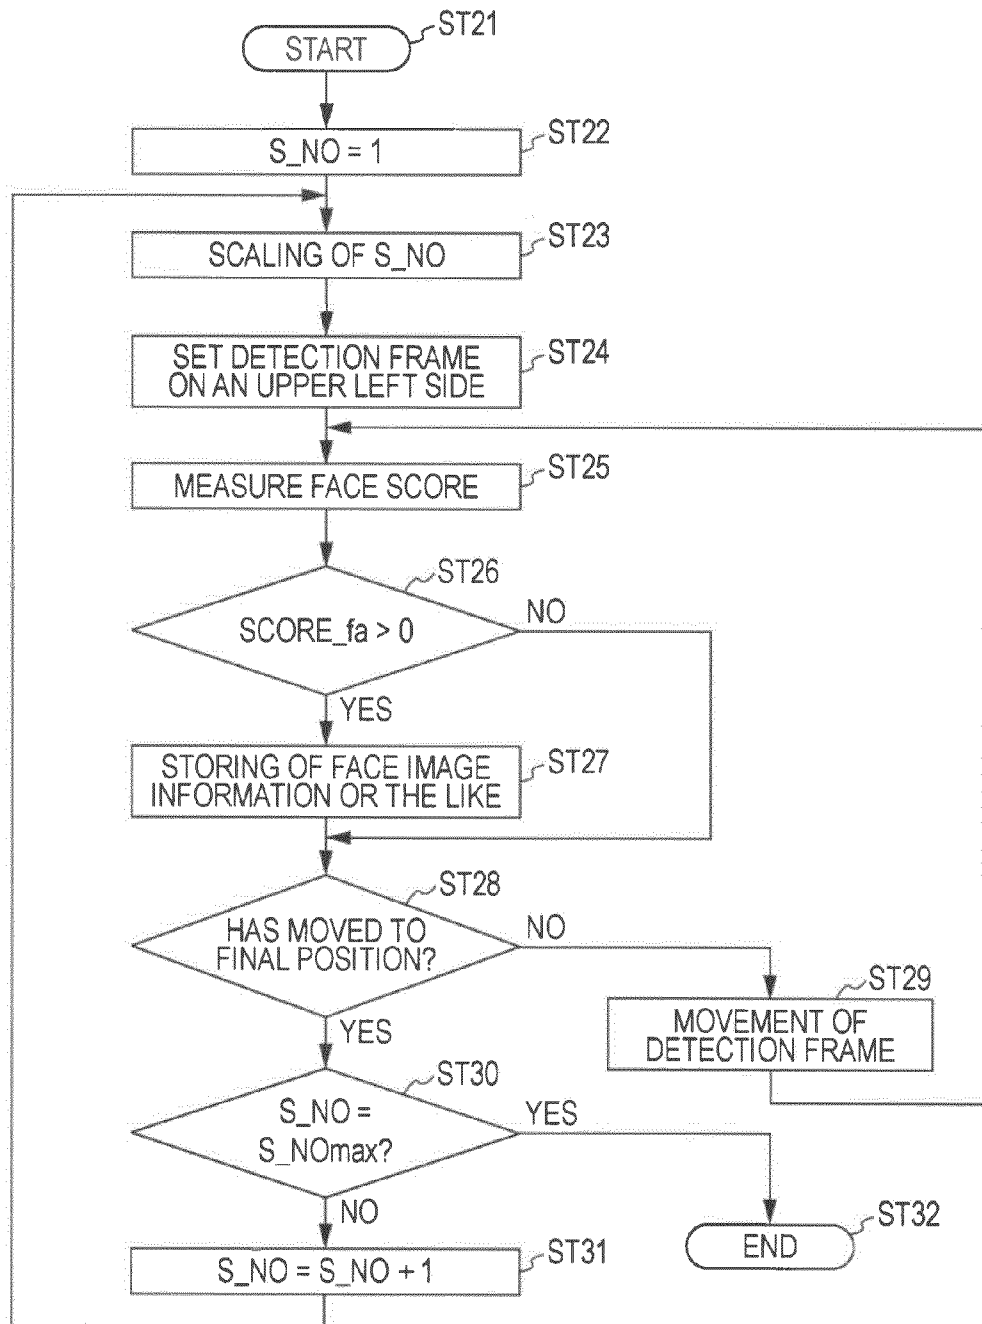 ST21
START
ST22
S_NO = 1
ST23
SCALING OF S_NO
ST24
SET DETECTION FRAME
ON AN UPPER LEFT SIDE
ST25
MEASURE FACE SCORE
ST26
SCORE_fa > 0
NO
YES
ST27
STORING OF FACE IMAGE
INFORMATION OR THE LIKE
ST28
HAS MOVED TO
FINAL POSITION?
NO
YES
ST29
MOVEMENT OF
DETECTION FRAME
ST30
S_NO =
S_NOmax?
YES
NO
ST32
END
ST31
S_NO = S_NO + 1